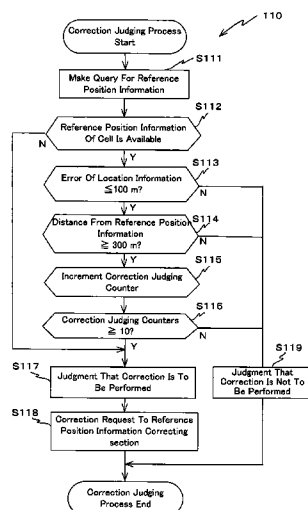 110
Correction Judging Process
Start
S111
Make Query For Reference
Position Information
S112
Reference Position Information
Of Cell Is Available
N
Y
S113
Error Of Location Information
≦100 m?
N
Y
S114
Distance From Reference Position
Information
≧ 300 m?
N
Y
S115
Increment Correction Judging
Counter
S116
Correction Judging Counters
≧ 10?
N
Y
S117
Judgment That Correction Is To
Be Performed
S119
Judgment That
Correction Is Not To
Be Performed
S118
Correction Request To Reference
Position Information Correcting
section
Correction Judging
Process End